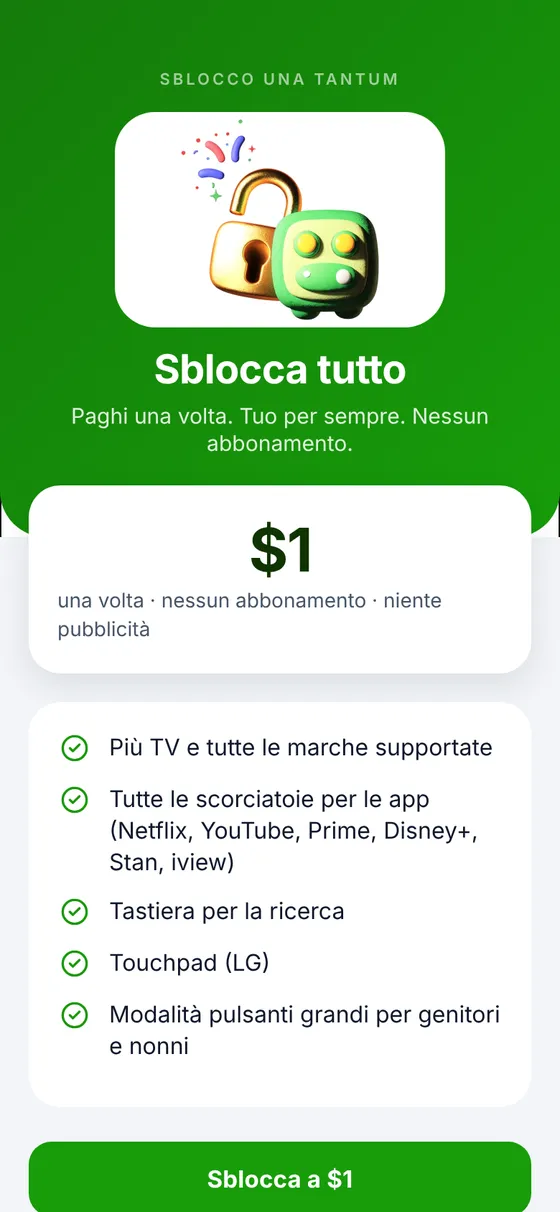 SBLOCCO UNA TANTUM
Sblocca tutto
Paghi una volta. Tuo per sempre. Nessun
abbonamento.
$1
una volta · nessun abbonamento · niente
pubblicità
Più TV e tutte le marche supportate
Tutte le scorciatoie per le app
(Netflix, YouTube, Prime, Disney+,
Stan, iview)
Tastiera per la ricerca
Touchpad (LG)
Modalità pulsanti grandi per genitori
e nonni
Sblocca a $1